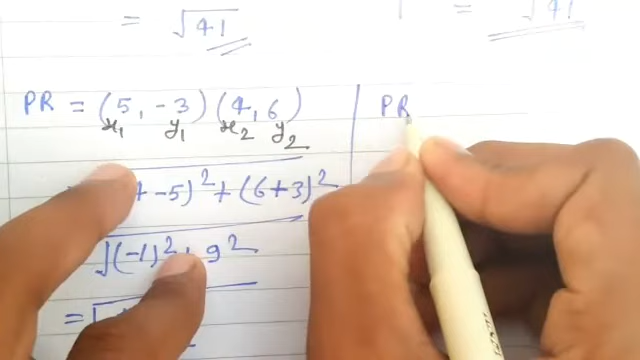 = √41
= √41
PR = (5, -3) (4, 6)
x₁ y₁ x₂ y₂
-5)² + (6+3)²
√(-1)² + 9²
= √
PR